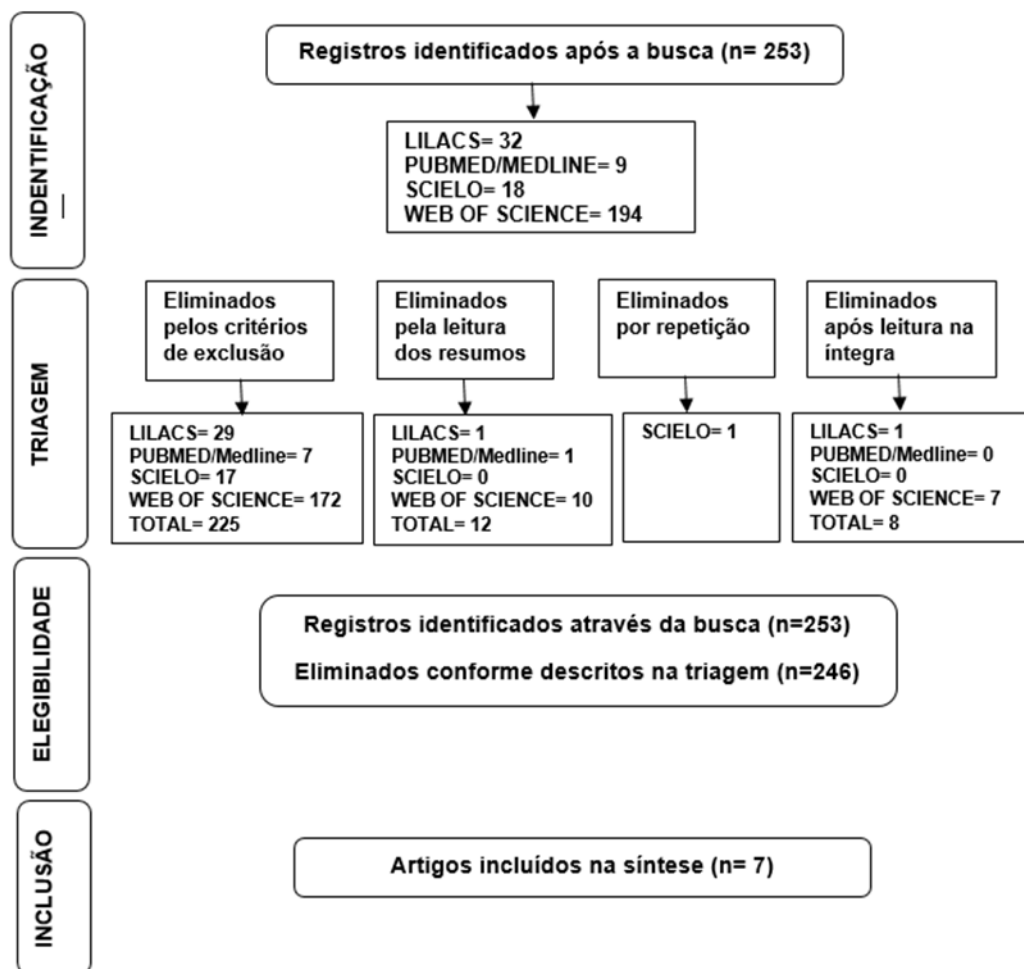 INDENTIFICAÇÃO
Registros identificados após a busca (n= 253)
LILACS= 32
PUBMED/MEDLINE= 9
SCIELO= 18
WEB OF SCIENCE= 194
TRIAGEM
Eliminados
pelos critérios
de exclusão
Eliminados
pela leitura
dos resumos
Eliminados
por repetição
Eliminados
após leitura na
íntegra
LILACS= 29
PUBMED/Medline= 7
SCIELO= 17
WEB OF SCIENCE= 172
TOTAL= 225
LILACS= 1
PUBMED/Medline= 1
SCIELO= 0
WEB OF SCIENCE= 10
TOTAL= 12
SCIELO= 1
LILACS= 1
PUBMED/Medline= 0
SCIELO= 0
WEB OF SCIENCE= 7
TOTAL= 8
ELEGIBILIDADE
Registros identificados através da busca (n=253)
Eliminados conforme descritos na triagem (n=246)
INCLUSÃO
Artigos incluídos na síntese (n= 7)